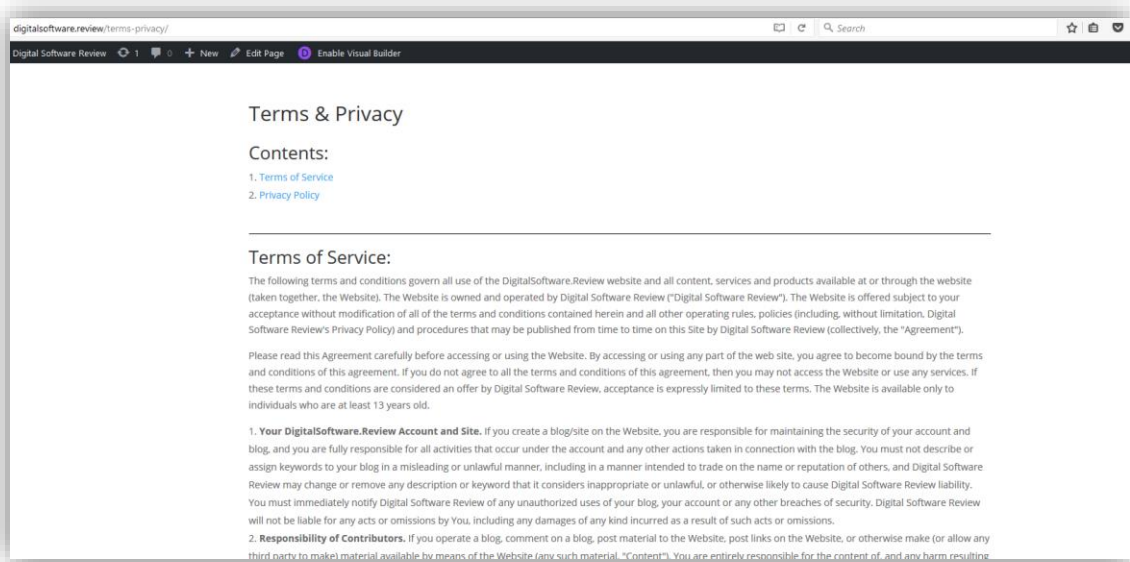 digitalsoftware.review/terms-privacy/
Search
Digital Software Review 1 0 + New Edit Page D Enable Visual Builder
Terms & Privacy
Contents:
1. Terms of Service
2. Privacy Policy
Terms of Service:
The following terms and conditions govern all use of the DigitalSoftware.Review website and all content, services and products available at or through the website
(taken together, the Website). The Website is owned and operated by Digital Software Review ("Digital Software Review"). The Website is offered subject to your
acceptance without modification of all of the terms and conditions contained herein and all other operating rules, policies (including, without limitation, Digital
Software Review's Privacy Policy) and procedures that may be published from time to time on this Site by Digital Software Review (collectively, the "Agreement").
Please read this Agreement carefully before accessing or using the Website. By accessing or using any part of the web site, you agree to become bound by the terms
and conditions of this agreement. If you do not agree to all the terms and conditions of this agreement, then you may not access the Website or use any services. If
these terms and conditions are considered an offer by Digital Software Review, acceptance is expressly limited to these terms. The Website is available only to
individuals who are at least 13 years old.
1. Your DigitalSoftware.Review Account and Site. If you create a blog/site on the Website, you are responsible for maintaining the security of your account and
blog, and you are fully responsible for all activities that occur under the account and any other actions taken in connection with the blog. You must not describe or
assign keywords to your blog in a misleading or unlawful manner, including in a manner intended to trade on the name or reputation of others, and Digital Software
Review may change or remove any description or keyword that it considers inappropriate or unlawful, or otherwise likely to cause Digital Software Review liability.
You must immediately notify Digital Software Review of any unauthorized uses of your blog, your account or any other breaches of security. Digital Software Review
will not be liable for any acts or omissions by You, including any damages of any kind incurred as a result of such acts or omissions.
2. Responsibility of Contributors. If you operate a blog, comment on a blog, post material to the Website, post links on the Website, or otherwise make (or allow any
third party to make) material available by means of the Website (any such material, "Content"), You are entirely responsible for the content of, and any harm resulting